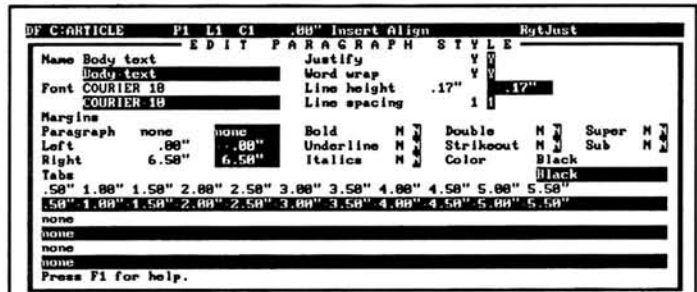 DF C:ARTICLE P1 L1 C1 .00" Insert Align RytJust
EDIT PARAGRAPH STYLE
Name Body text Justify Y Y
Body text Word wrap Y Y
Font COURIER 10 Line height .17" .17"
COURIER 10 Line spacing 1 1
Margins
Paragraph none none Bold N N Double N N Super N N
Left .00" .00" Underline N N Strikeout N N Sub N N
Right 6.50" 6.50" Italics N N Color Black
Tabs Black
.50" 1.00" 1.50" 2.00" 2.50" 3.00" 3.50" 4.00" 4.50" 5.00" 5.50"
.50" 1.00" 1.50" 2.00" 2.50" 3.00" 3.50" 4.00" 4.50" 5.00" 5.50"
none
none
none
none
Press F1 for help.